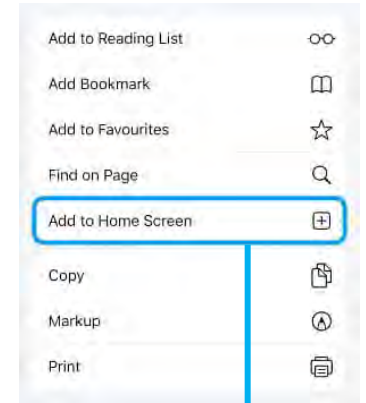 Add to Reading List
Add Bookmark
Add to Favourites
Find on Page
Add to Home Screen
Copy
Markup
Print